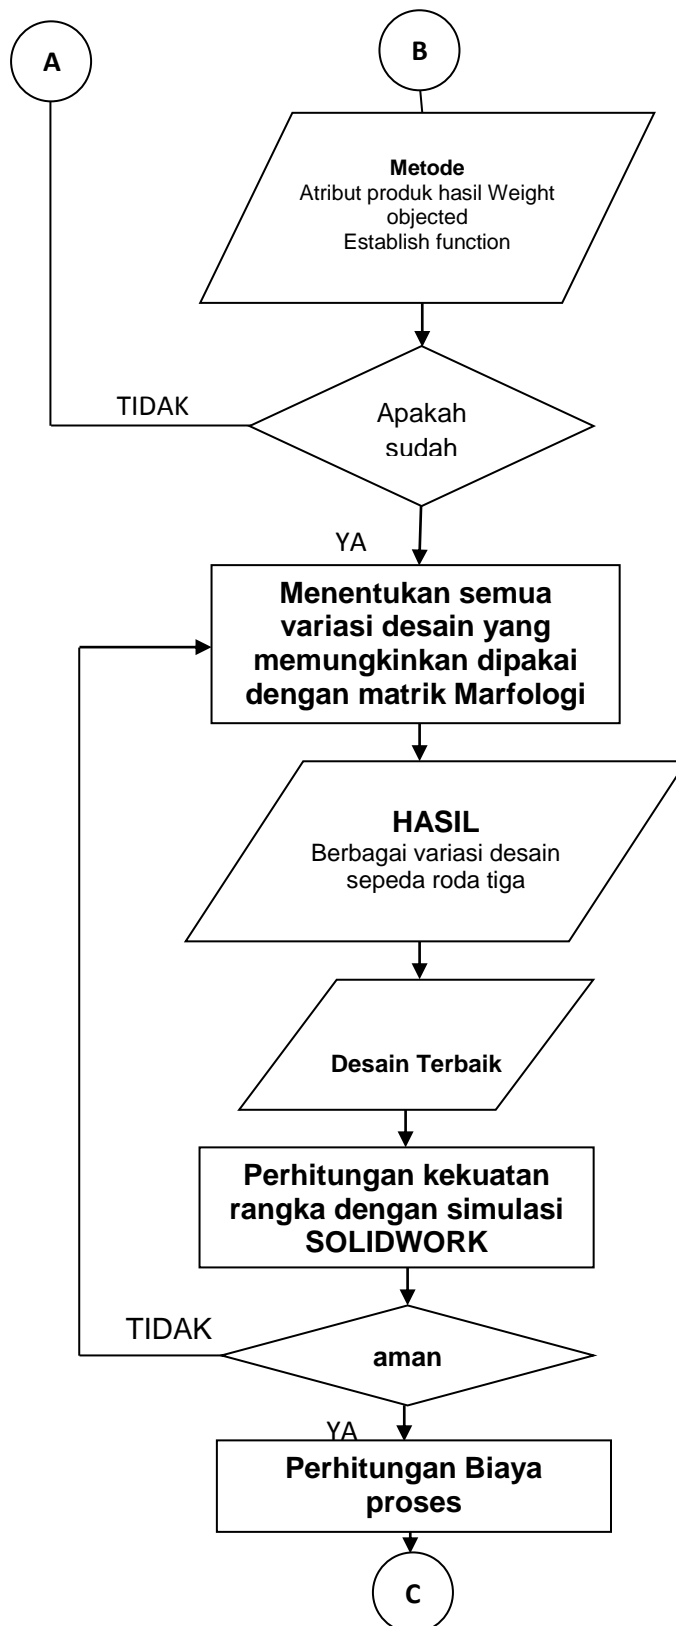 A
B
Metode
Atribut produk hasil Weight
objected
Establish function
TIDAK
Apakah
sudah
YA
Menentukan semua
variasi desain yang
memungkinkan dipakai
dengan matrik Marfologi
HASIL
Berbagai variasi desain
sepeda roda tiga
Desain Terbaik
Perhitungan kekuatan
rangka dengan simulasi
SOLIDWORK
TIDAK
aman
YA
Perhitungan Biaya
proses
C